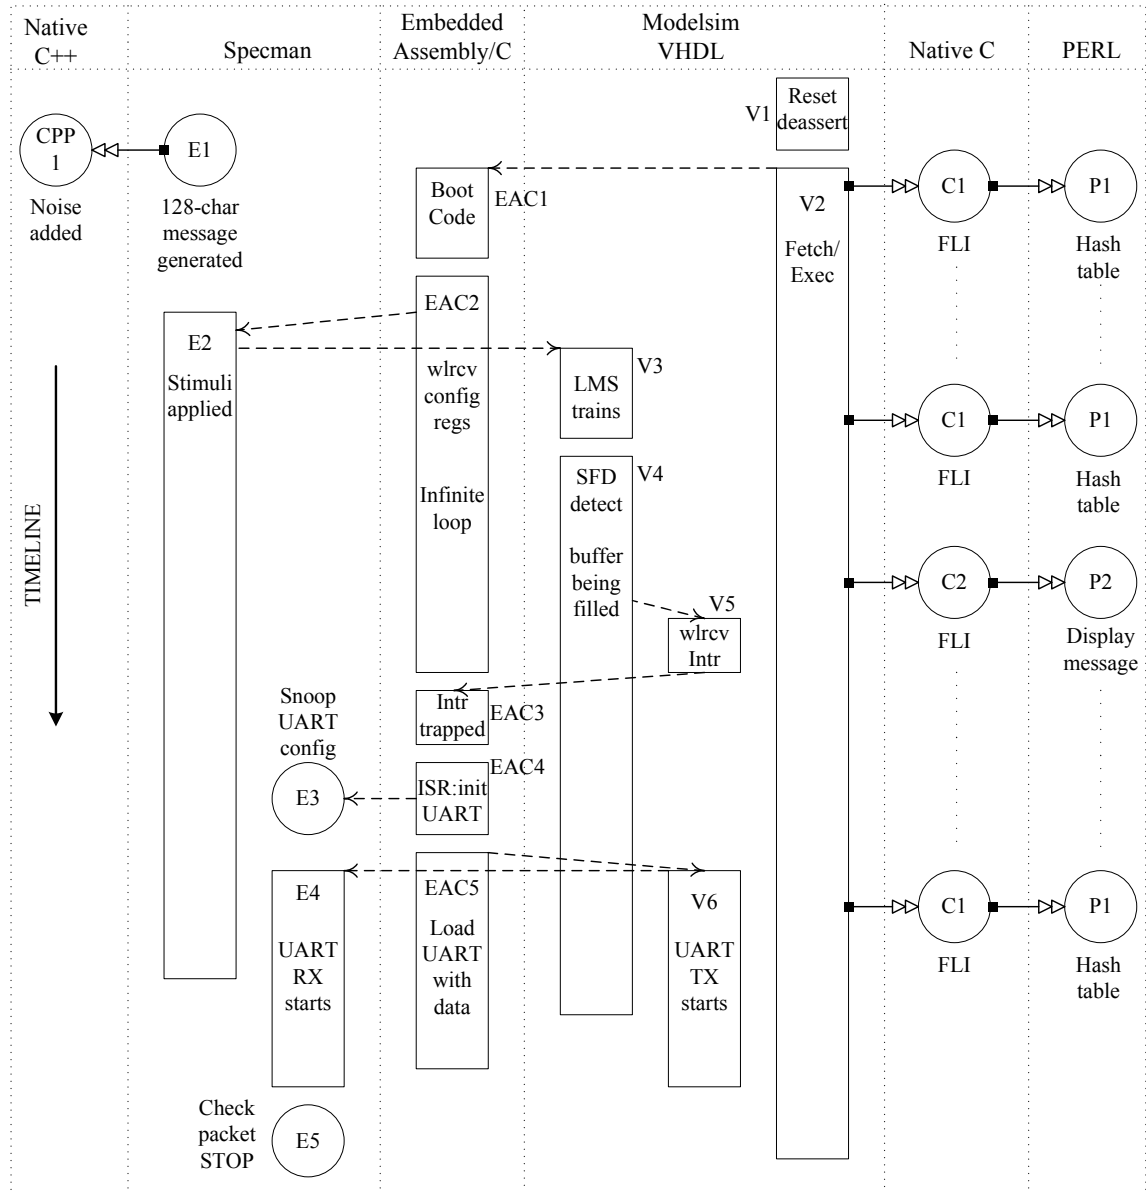 Native
C++
Specman
Embedded
Assembly/C
Modelsim
VHDL
Native C
PERL
CPP
1
Noise
added
E1
128-char
message
generated
V1
Reset
deassert
Boot
Code
EAC1
V2
Fetch/
Exec
C1
FLI
P1
Hash
table
EAC2
wlrcv
config
regs
Infinite
loop
E2
Stimuli
applied
V3
LMS
trains
C1
FLI
P1
Hash
table
TIMELINE
V4
SFD
detect
buffer
being
filled
V5
wlrcv
Intr
C2
FLI
P2
Display
message
Intr
trapped
EAC3
Snoop
UART
config
E3
EAC4
ISR:init
UART
E4
UART
RX
starts
EAC5
Load
UART
with
data
V6
UART
TX
starts
C1
FLI
P1
Hash
table
Check
packet
STOP
E5